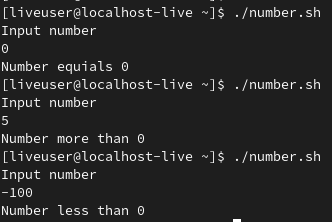 [liveuser@localhost-live ~]$ ./number.sh
Input number
0
Number equials 0
[liveuser@localhost-live ~]$ ./number.sh
Input number
5
Number more than 0
[liveuser@localhost-live ~]$ ./number.sh
Input number
-100
Number less than 0